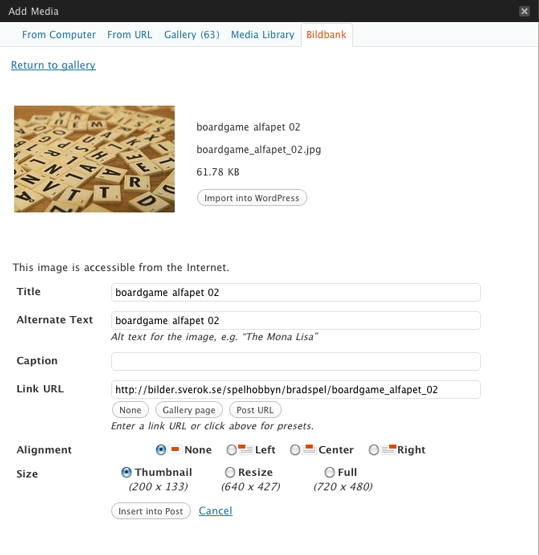 Add Media
From Computer From URL Gallery (63) Media Library Bildbank
Return to gallery
boardgame alfapet 02
boardgame_alfapet_02.jpg
61.78 KB
Import into WordPress
This image is accessible from the Internet.
Title boardgame alfapet 02
Alternate Text boardgame alfapet 02
Alt text for the image, e.g. “The Mona Lisa”
Caption
Link URL http://bilder.sverok.se/spelhobbyn/bradspel/boardgame_alfapet_02
None Gallery page Post URL
Enter a link URL or click above for presets.
Alignment None Left Center Right
Size Thumbnail Resize Full
(200 x 133) (640 x 427) (720 x 480)
Insert into Post Cancel